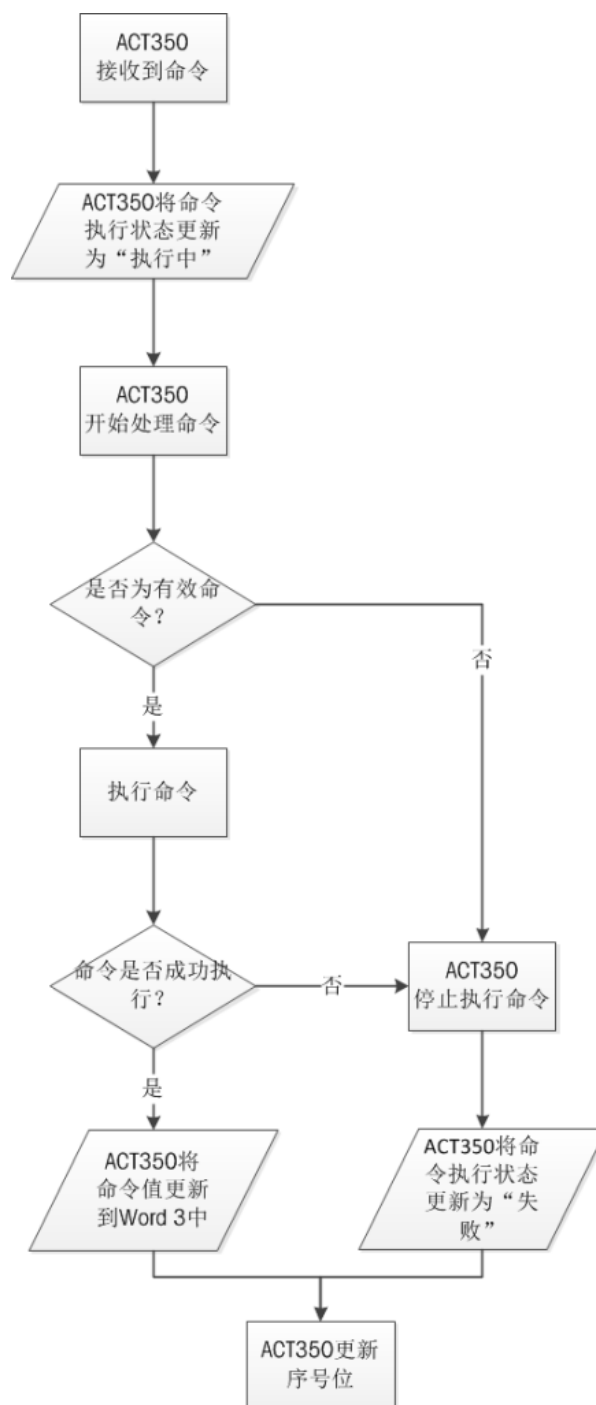 ACT350
接收到命令
ACT350将命令
执行状态更新
为“执行中”
ACT350
开始处理命令
是否为有效命
令？
否
是
执行命令
命令是否成功执
行？
否
ACT350
停止执行命令
是
ACT350将
命令值更新
到Word 3中
ACT350将命
令执行状态
更新为“失
败”
ACT350更新
序号位